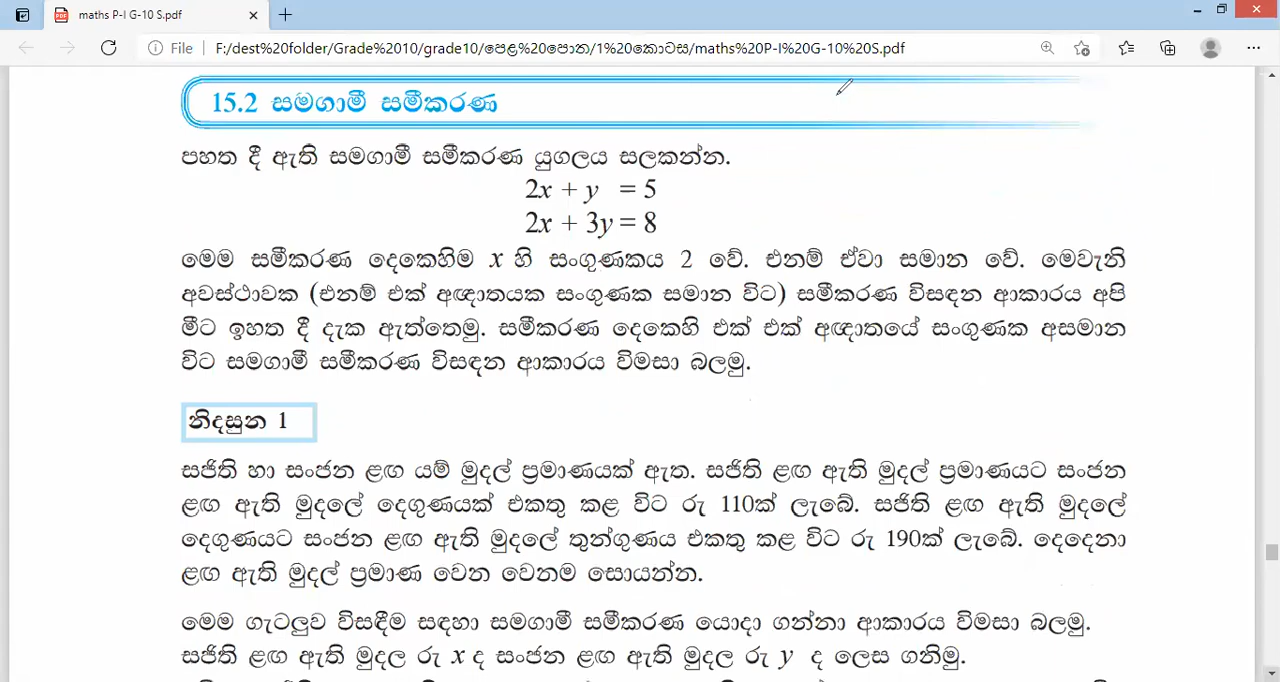 maths P-I G-10 S.pdf
File F:/dest%20folder/Grade%2010/grade10/පෙළ%20පොත/1%20කොටස/maths%20P-I%20G-10%20S.pdf
15.2 සමගාමී සමීකරණ
පහත දී ඇති සමගාමී සමීකරණ යුගලය සලකන්න.
2x + y = 5
2x + 3y = 8
මෙම සමීකරණ දෙකෙහිම x හි සංගුණකය 2 වේ. එනම් ඒවා සමාන වේ. මෙවැනි
අවස්ථාවක (එනම් එක් අඥාතයක සංගුණක සමාන විට) සමීකරණ විසඳන ආකාරය අපි
මීට ඉහත දී දැක ඇත්තෙමු. සමීකරණ දෙකෙහි එක් එක් අඥාතයේ සංගුණක අසමාන
විට සමගාමී සමීකරණ විසඳන ආකාරය විමසා බලමු.
නිදසුන 1
සජිති හා සංජන ළඟ යම් මුදල් ප්‍රමාණයක් ඇත. සජිති ළඟ ඇති මුදල් ප්‍රමාණයට සංජන
ළඟ ඇති මුදලේ දෙගුණයක් එකතු කළ විට රු 110ක් ලැබේ. සජිති ළඟ ඇති මුදලේ
දෙගුණයට සංජන ළඟ ඇති මුදලේ තුන්ගුණය එකතු කළ විට රු 190ක් ලැබේ. දෙදෙනා
ළඟ ඇති මුදල් ප්‍රමාණ වෙන වෙනම සොයන්න.
මෙම ගැටලුව විසඳීම සඳහා සමගාමී සමීකරණ යොදා ගන්නා ආකාරය විමසා බලමු.
සජිති ළඟ ඇති මුදල රු x ද සංජන ළඟ ඇති මුදල රු y ද ලෙස ගනිමු.